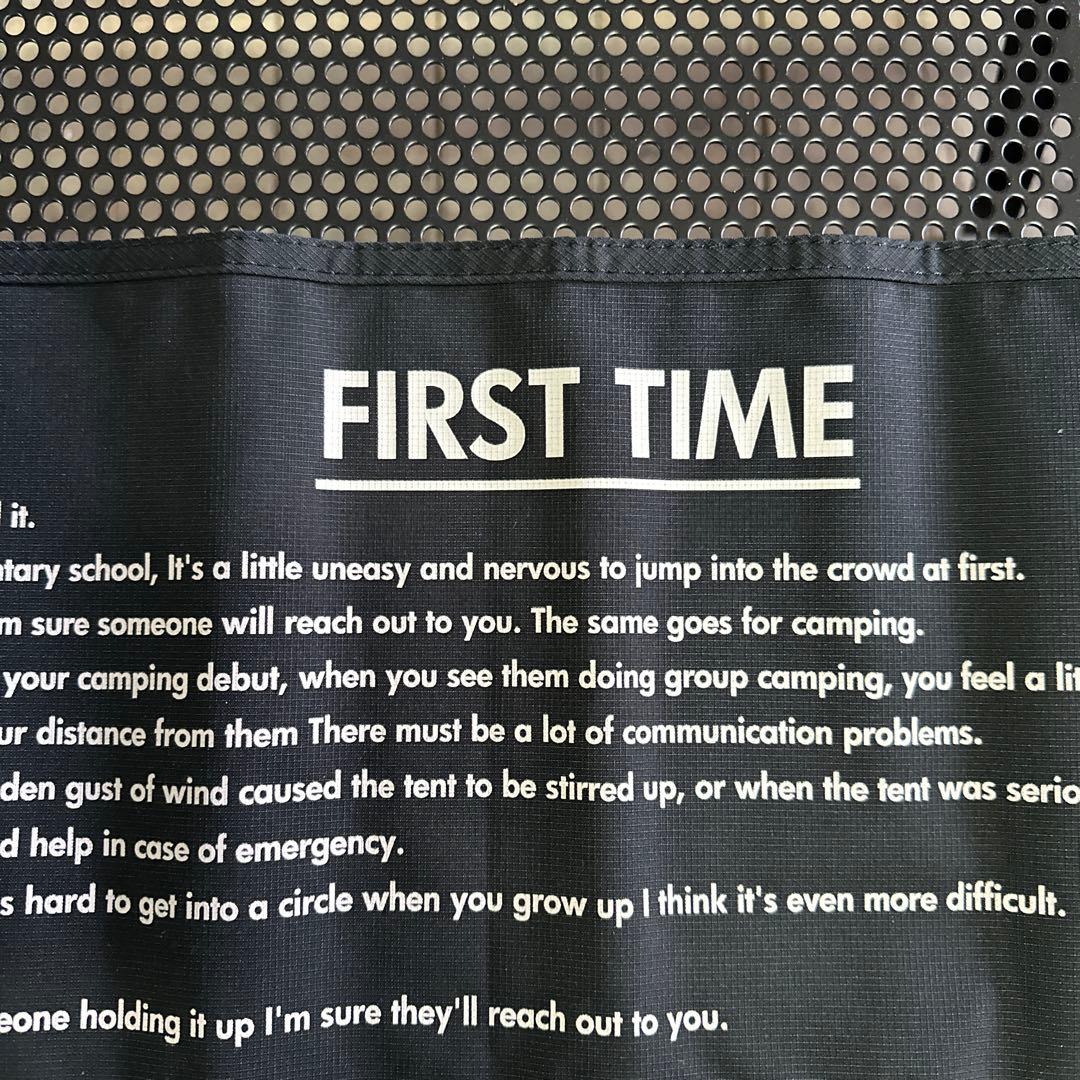 FIRST TIME
it.
tary school, It's a little uneasy and nervous to jump into the crowd at first.
m sure someone will reach out to you. The same goes for camping.
your camping debut, when you see them doing group camping, you feel a lit
ur distance from them There must be a lot of communication problems.
den gust of wind caused the tent to be stirred up, or when the tent was serio
d help in case of emergency.
s hard to get into a circle when you grow up I think it's even more difficult.
eone holding it up I'm sure they'll reach out to you.